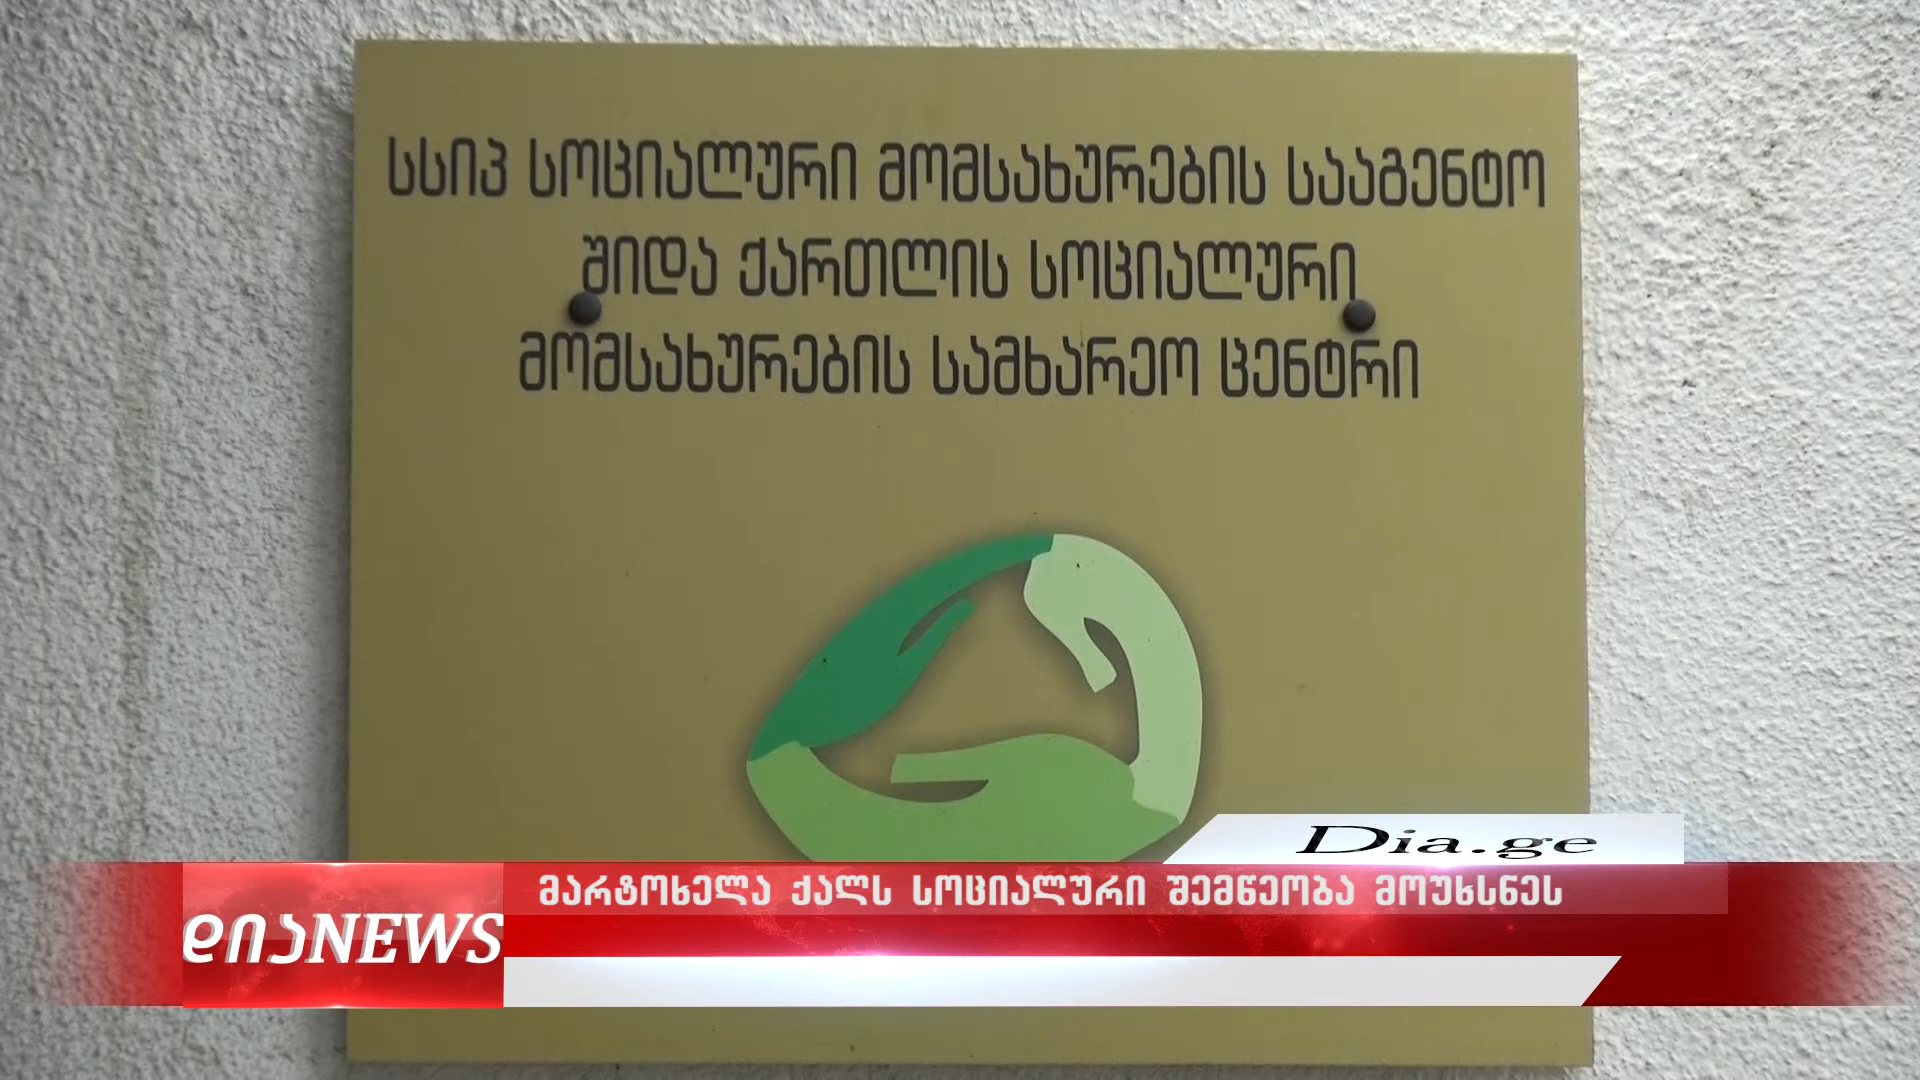 სსიპ სოციალური მომსახურების სააგენტო
შიდა ქართლის სოციალური
მომსახურების სამხარეო ცენტრი
Dia.ge
მარტოხელა ქალს სოციალური შემწეობა მოუხსნეს
დიაNEWS